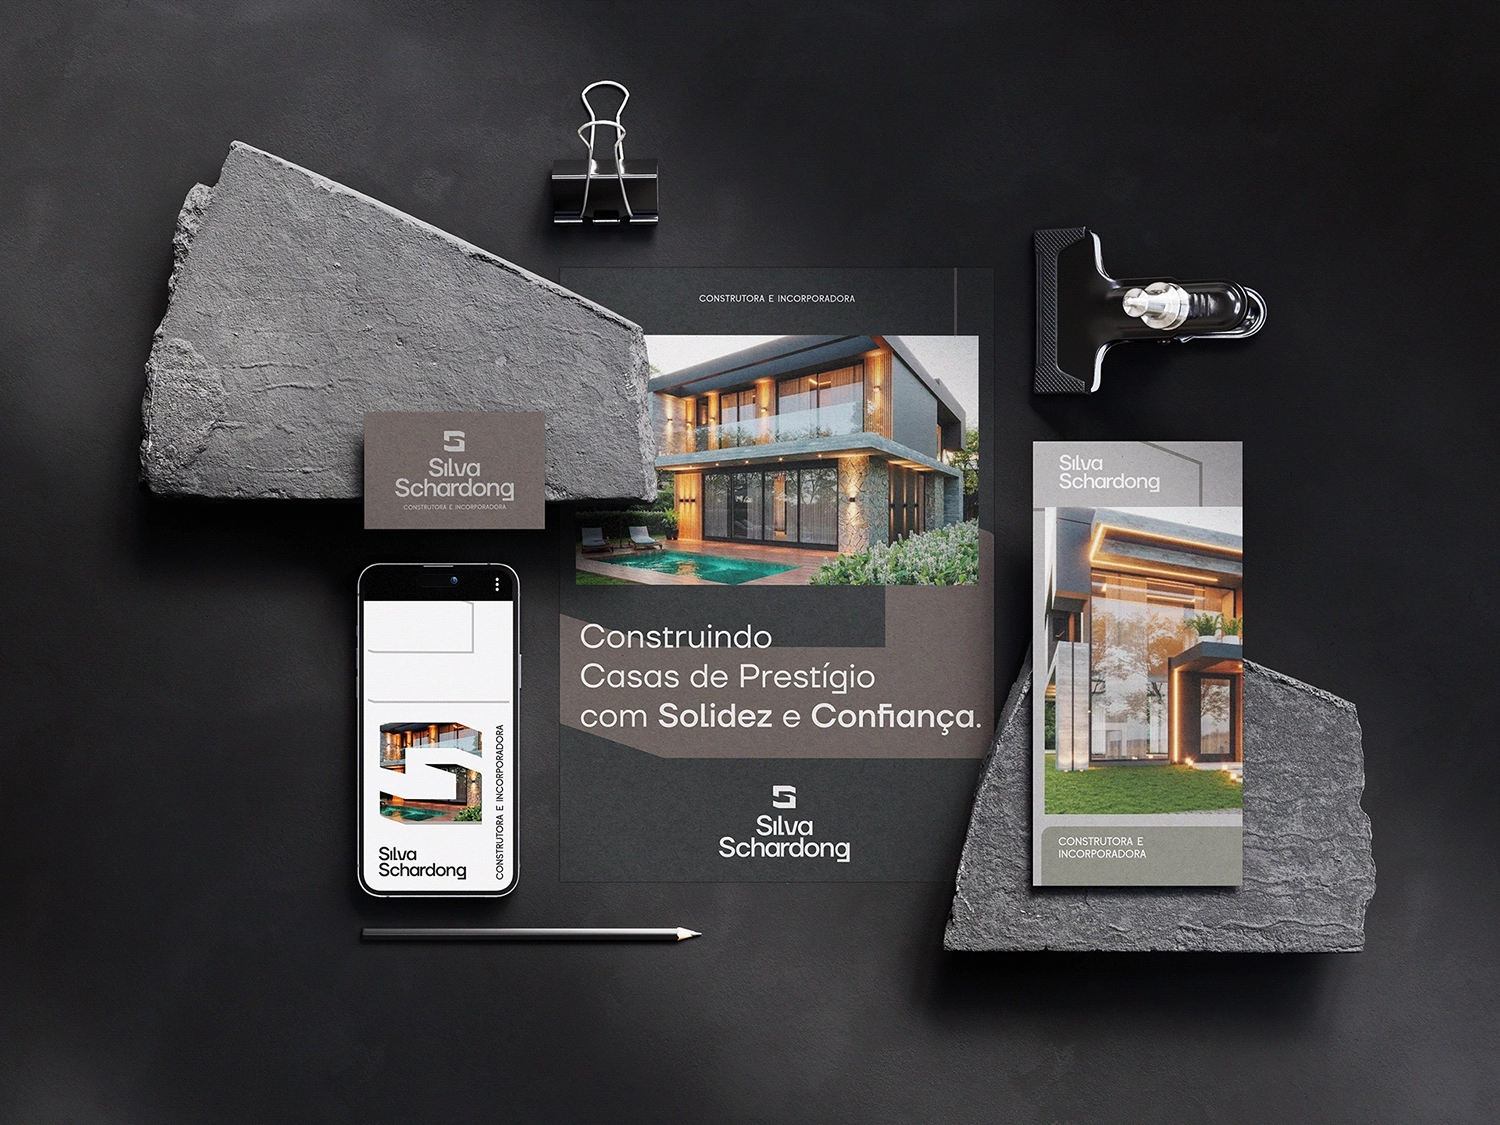 CONSTRUTORA E INCORPORADORA
Silva
Schardong
CONSTRUTORA E INCORPORADORA
Construindo
Casas de Prestígio
com Solidez e Confiança.
Silva
Schardong
Silva
Schardong
CONSTRUTORA E INCORPORADORA
Silva
Schardong
CONSTRUTORA E
INCORPORADORA